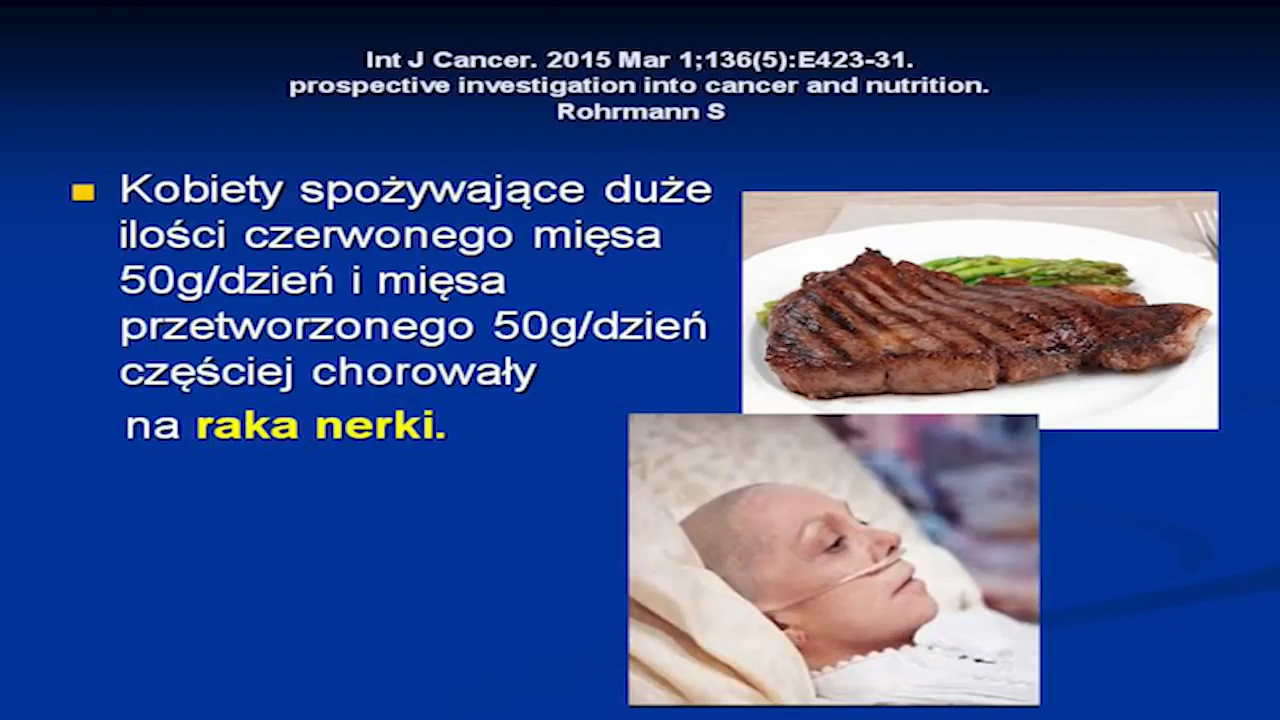 Int J Cancer. 2015 Mar 1;136(5):E423-31.
prospective investigation into cancer and nutrition.
Rohrmann S
Kobiety spożywające duże
ilości czerwonego mięsa
50g/dzień i mięsa
przetworzonego 50g/dzień
częściej chorowały
na raka nerki.